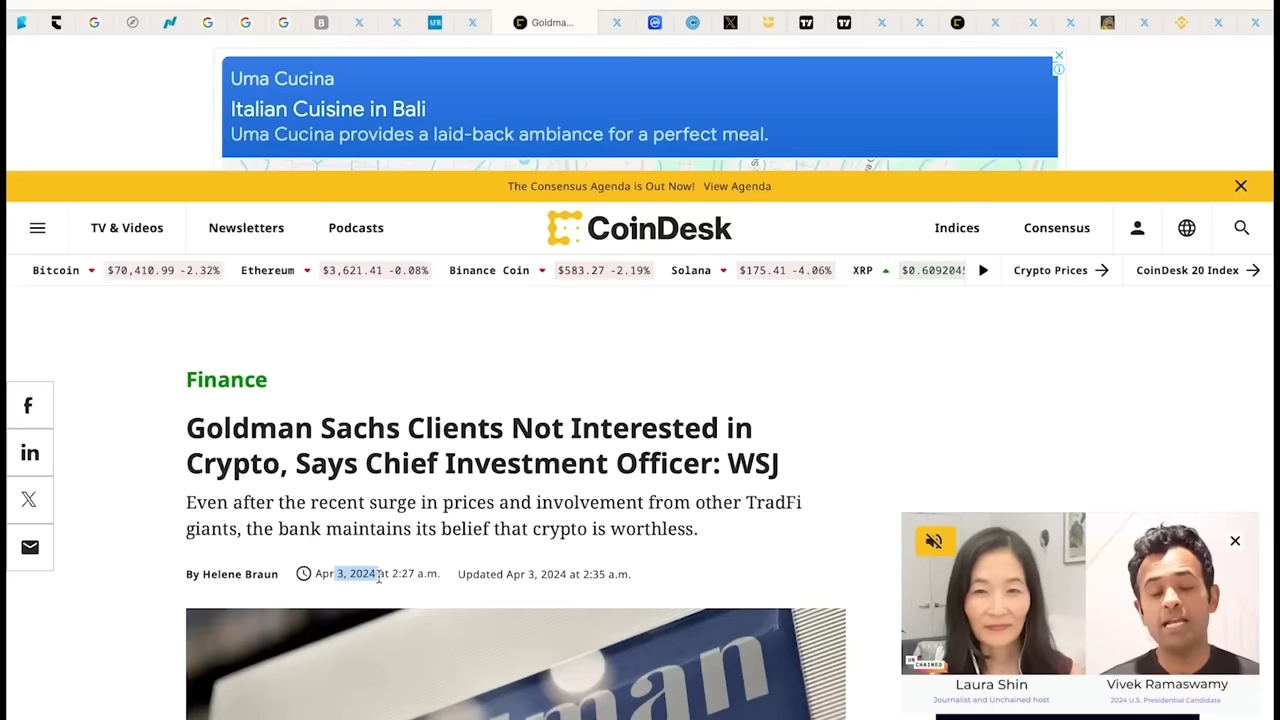 Goldma...
Uma Cucina
Italian Cuisine in Bali
Uma Cucina provides a laid-back ambiance for a perfect meal.
The Consensus Agenda is Out Now! View Agenda
TV & Videos Newsletters Podcasts CoinDesk Indices Consensus
Bitcoin $70,410.99 -2.32% Ethereum $3,621.41 -0.08% Binance Coin $583.27 -2.19% Solana $175.41 -4.06% XRP $0.6092045 Crypto Prices CoinDesk 20 Index
Finance
Goldman Sachs Clients Not Interested in
Crypto, Says Chief Investment Officer: WSJ
Even after the recent surge in prices and involvement from other TradFi
giants, the bank maintains its belief that crypto is worthless.
By Helene Braun Apr 3, 2024 at 2:27 a.m. Updated Apr 3, 2024 at 2:35 a.m.
man
UNCHAINED
Laura Shin Vivek Ramaswamy
Journalist and Unchained host 2024 U.S. Presidential Candidate